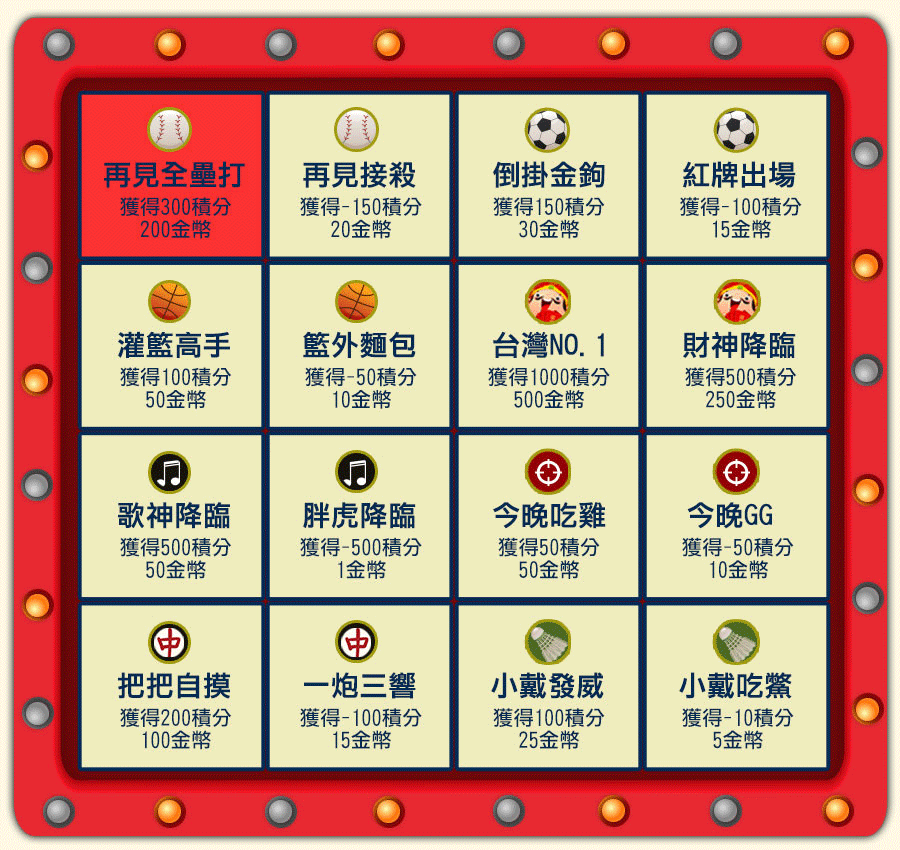 再見全壘打
獲得300積分
200金幣
再見接殺
獲得-150積分
20金幣
倒掛金鉤
獲得150積分
30金幣
紅牌出場
獲得-100積分
15金幣
灌籃高手
獲得100積分
50金幣
籃外麵包
獲得-50積分
10金幣
台灣NO.1
獲得1000積分
500金幣
財神降臨
獲得500積分
250金幣
歌神降臨
獲得500積分
50金幣
胖虎降臨
獲得-500積分
1金幣
今晚吃雞
獲得50積分
50金幣
今晚GG
獲得-50積分
10金幣
中
把把自摸
獲得200積分
100金幣
中
一炮三響
獲得-100積分
15金幣
小戴發威
獲得100積分
25金幣
小戴吃鱉
獲得-10積分
5金幣